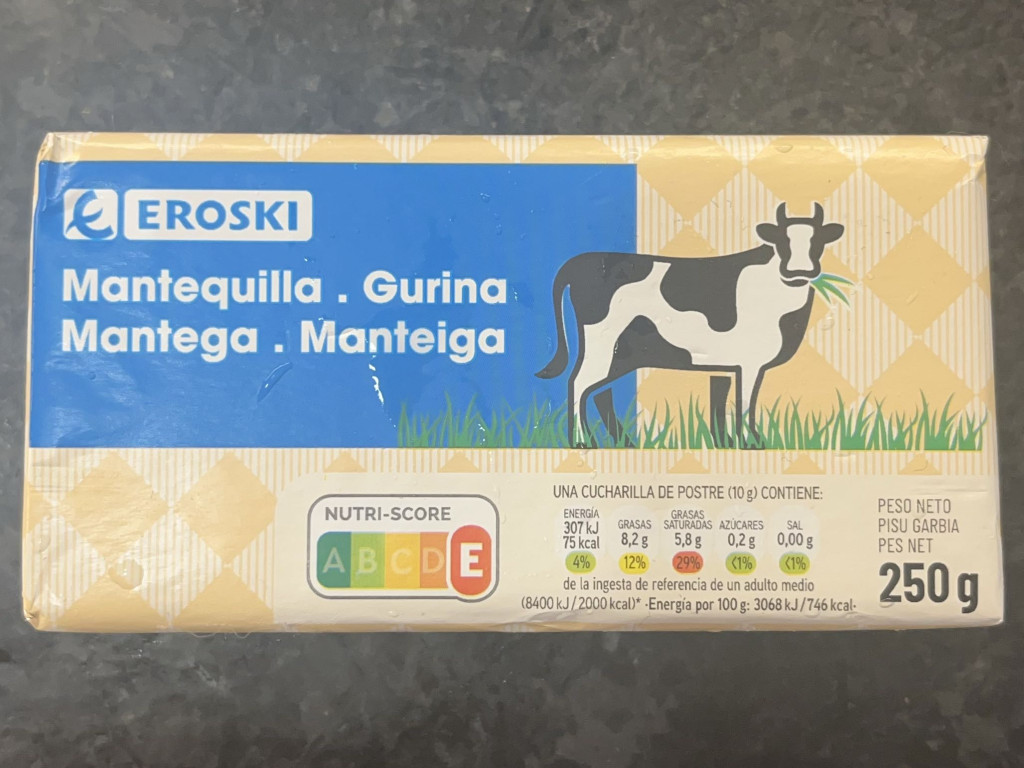 EROSKI
Mantequilla . Gurina
Mantega . Manteiga
NUTRI-SCORE
A B C D E
UNA CUCHARILLA DE POSTRE (10 g) CONTIENE:
ENERGÍA
307 kJ
75 kcal
4%
GRASAS
8,2 g
12%
GRASAS
SATURADAS
5,8 g
29%
AZÚCARES
0,2 g
<1%
SAL
0,00 g
<1%
de la ingesta de referencia de un adulto medio
(8400 kJ/2000 kcal)* -Energía por 100 g: 3068 kJ/746 kcal-
PESO NETO
PISU GARBIA
PES NET
250 g